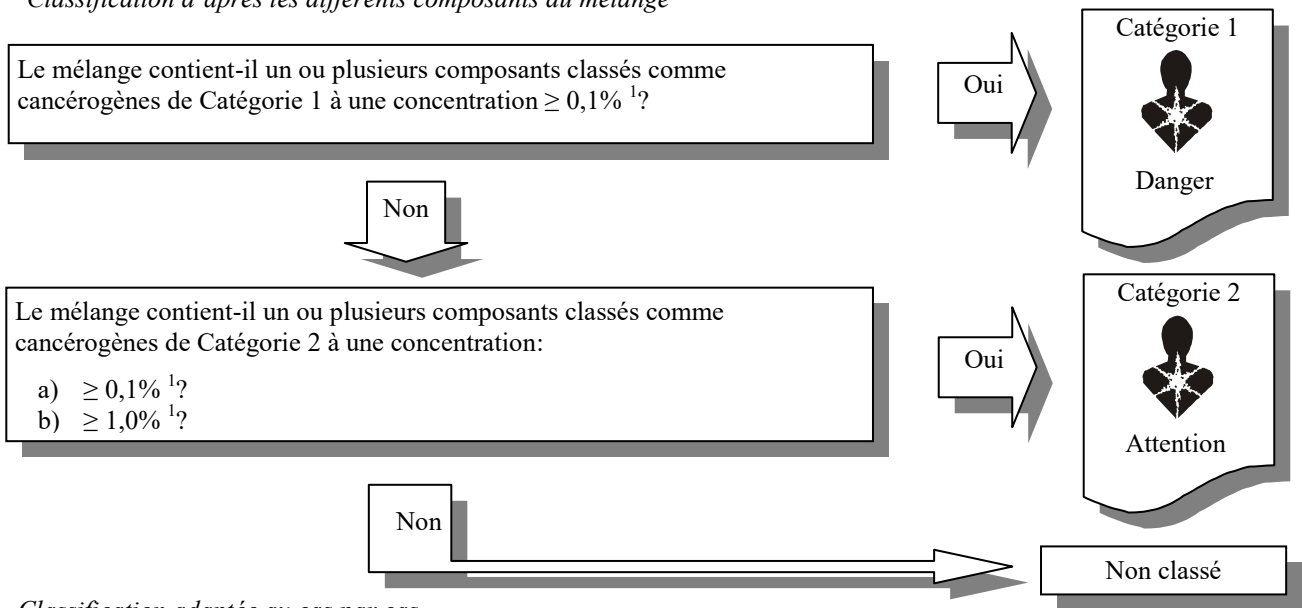 Classification d'après les différents composants du mélange
Le mélange contient-il un ou plusieurs composants classés comme
cancérogènes de Catégorie 1 à une concentration ≥ 0,1% ¹?
Oui
Catégorie 1
Danger
Non
Le mélange contient-il un ou plusieurs composants classés comme
cancérogènes de Catégorie 2 à une concentration:
a) ≥ 0,1% ¹?
b) ≥ 1,0% ¹?
Oui
Catégorie 2
Attention
Non
Non classé
Classification adaptée au cas par cas